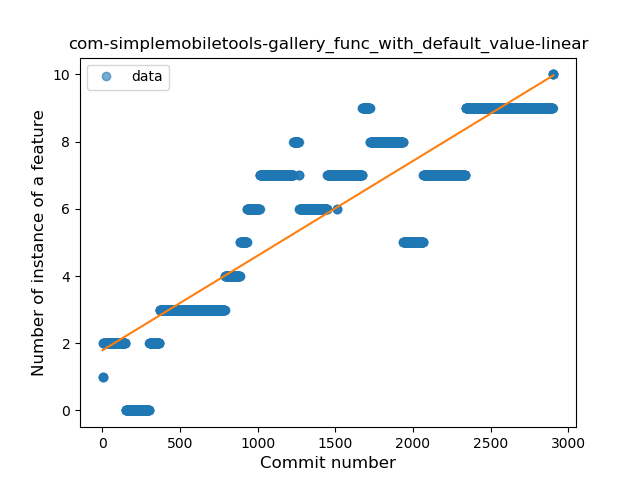 com-simplemobiletools-gallery_func_with_default_value-linear
data
Number of instance of a feature
10
8
6
4
2
0
0 500 1000 1500 2000 2500 3000
Commit number